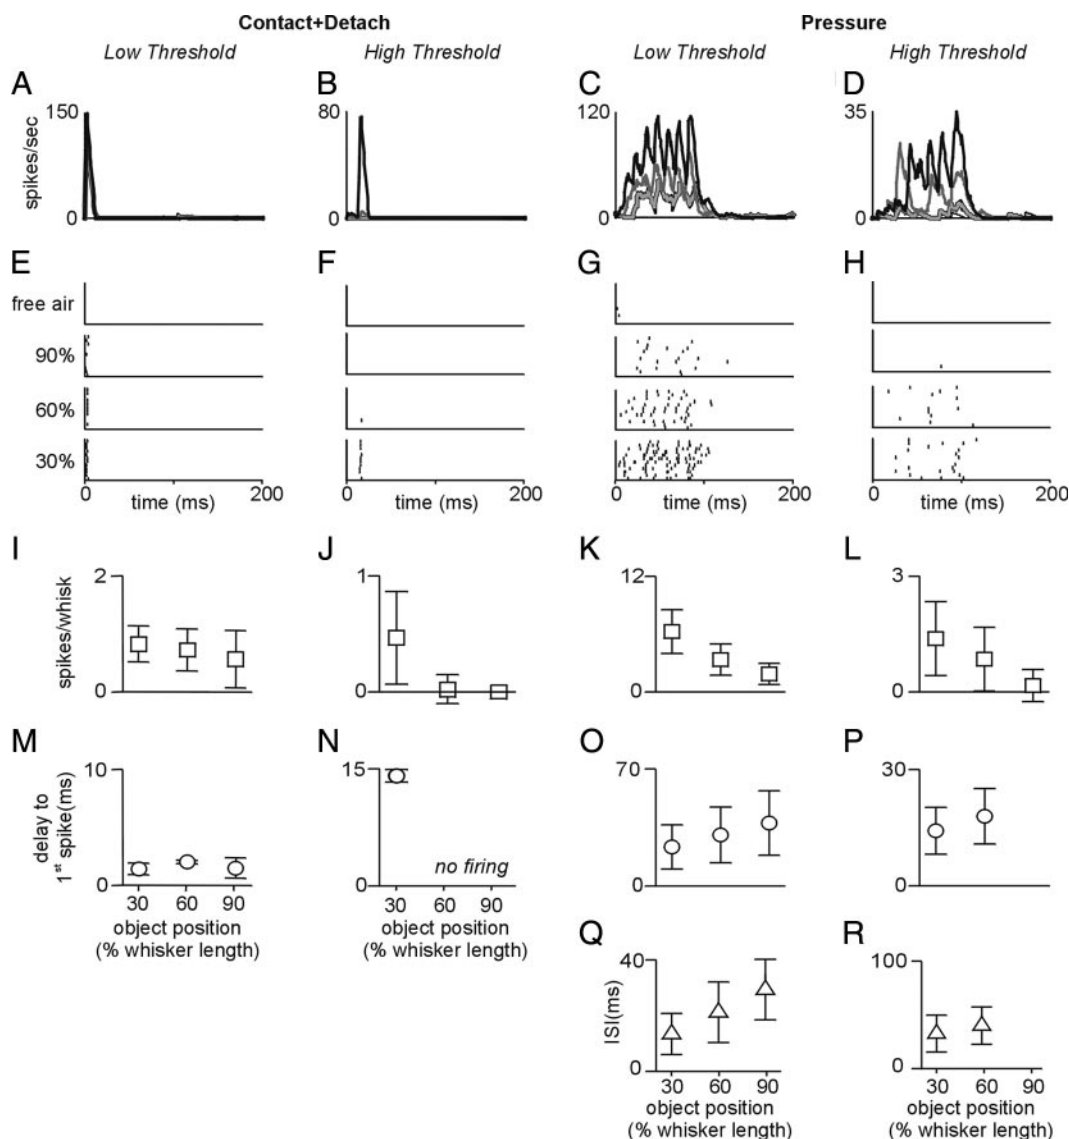 Contact+Detach Pressure
Low Threshold High Threshold Low Threshold High Threshold
A B C D
150 80 120 35
spikes/sec
0 0 0 0
E F G H
free air
90%
60%
30%
0 200 0 200 0 200 0 200
time (ms) time (ms) time (ms) time (ms)
I J K L
2 1 12 3
spikes/whisk
0 0 0 0
M N O P
10 15 70 30
delay to
1st spike(ms)
no firing
0 0 0 0
30 60 90 30 60 90
object position object position
(% whisker length) (% whisker length)
Q R
40 100
ISI(ms)
0 0
30 60 90 30 60 90
object position object position
(% whisker length) (% whisker length)